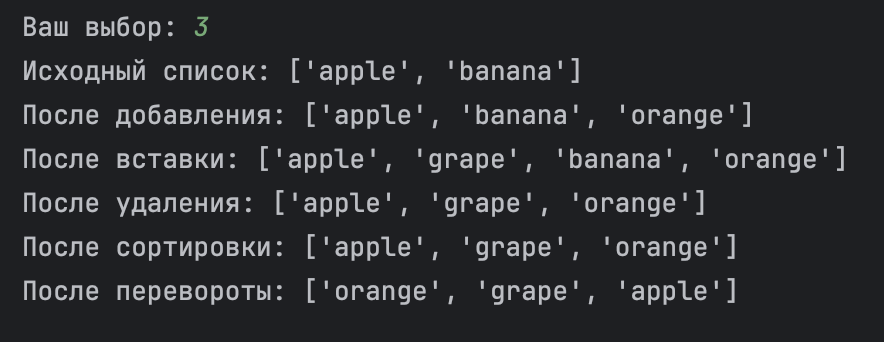 Ваш выбор: 3
Исходный список: ['apple', 'banana']
После добавления: ['apple', 'banana', 'orange']
После вставки: ['apple', 'grape', 'banana', 'orange']
После удаления: ['apple', 'grape', 'orange']
После сортировки: ['apple', 'grape', 'orange']
После перевороты: ['orange', 'grape', 'apple']